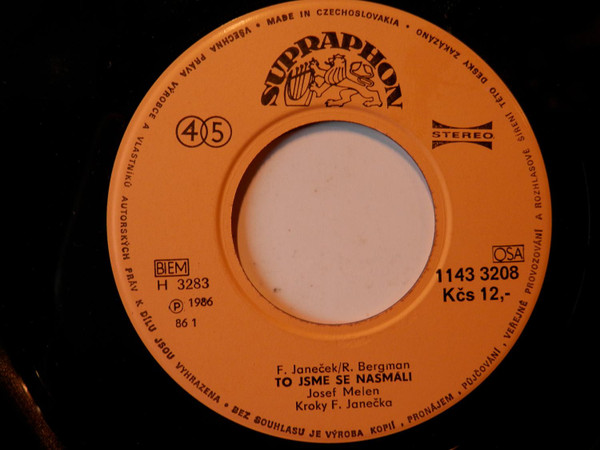 • MADE IN CZECHOSLOVAKIA •
VŠECHNA PRÁVA VÝROBCE A VLASTNÍKŮ AUTORSKÝCH PRÁV K DÍLU JSOU VYHRAZENA • BEZ SOUHLASU JE VÝROBA KOPIÍ, PRONÁJEM, PŮJČOVÁNÍ, VEŘEJNÉ PROVOZOVÁNÍ A ROZHLASOVÉ ŠÍŘENÍ TÉTO DESKY ZAKÁZÁNO
SUPRAPHON
45
STEREO
BIEM
OSA
H 3283
1143 3208
Ⓟ 1986
Kčs 12,-
86 1
F. Janeček/R. Bergman
TO JSME SE NASMÁLI
Josef Melen
Kroky F. Janečka